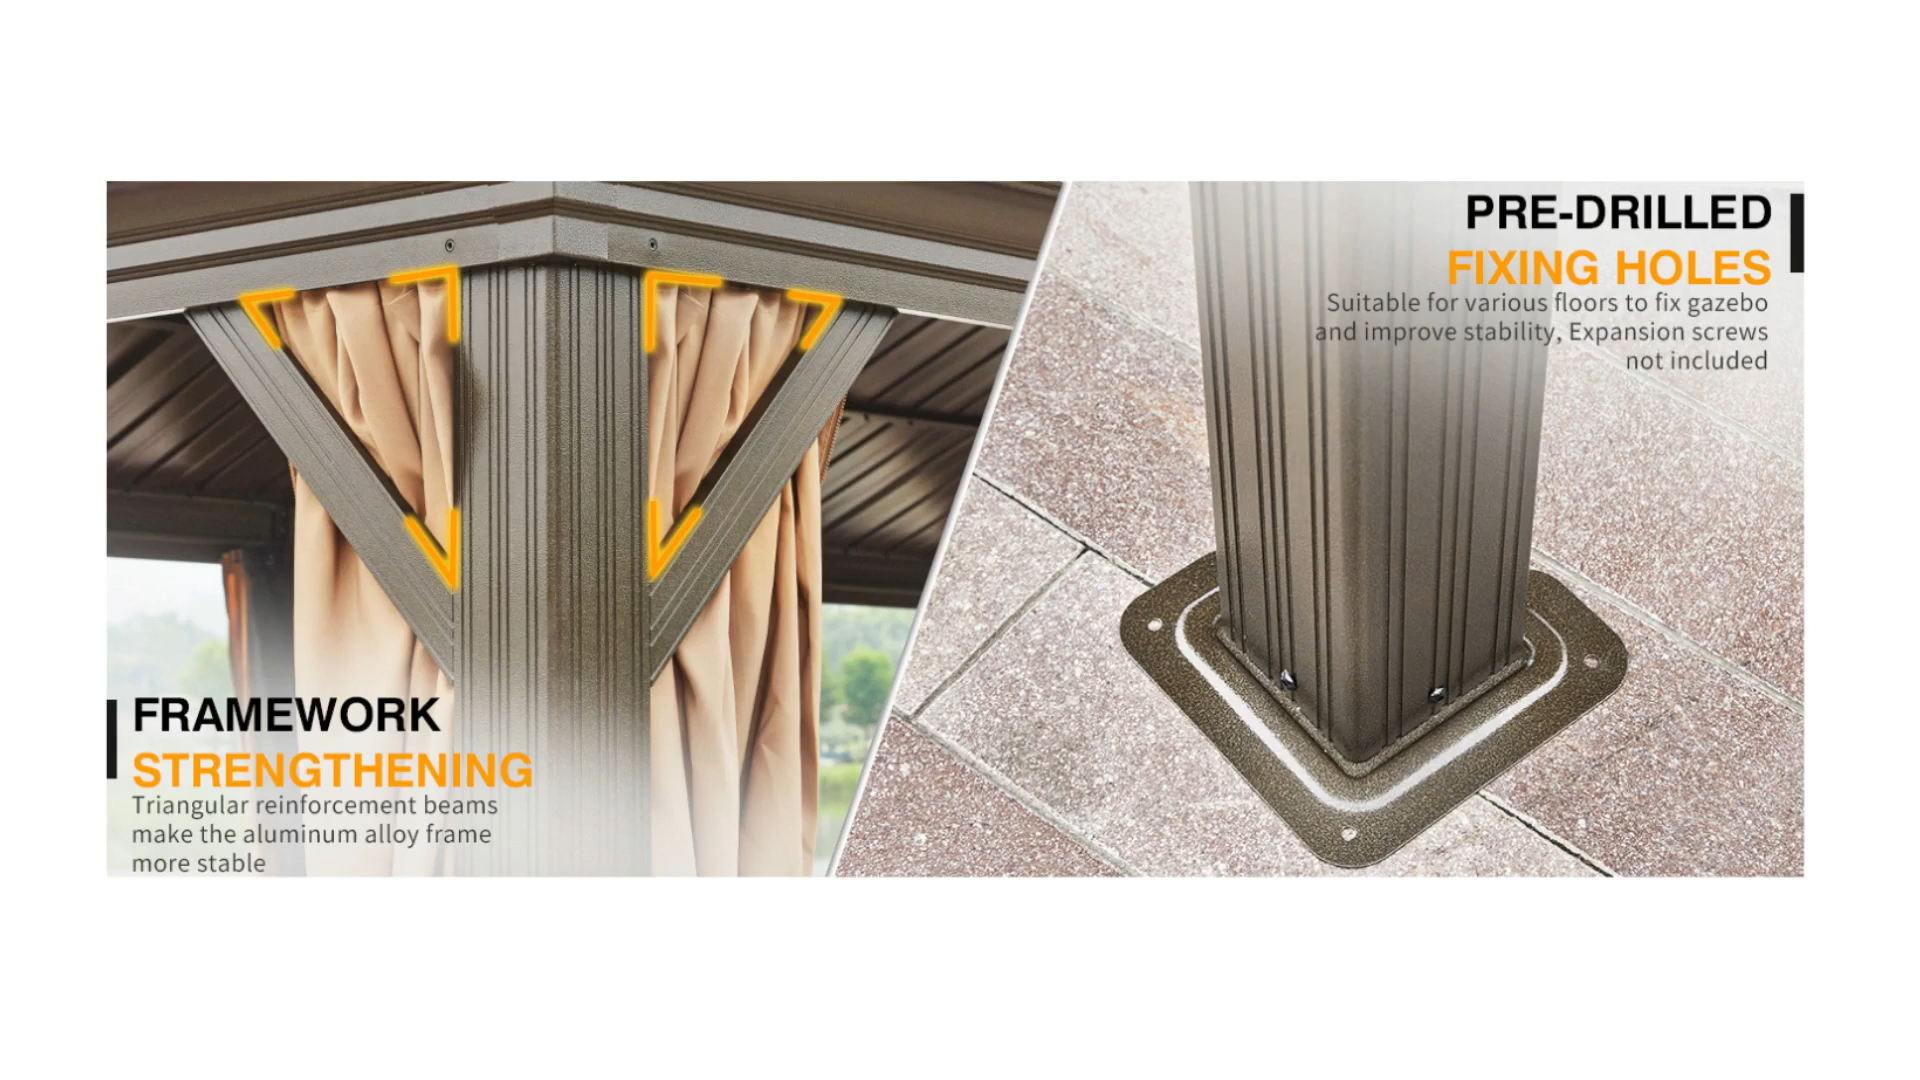 FRAMEWORK
STRENGTHENING
Triangular reinforcement beams
make the aluminum alloy frame
more stable
PRE-DRILLED
FIXING HOLES
Suitable for various floors to fix gazebo
and improve stability, Expansion screws
not included